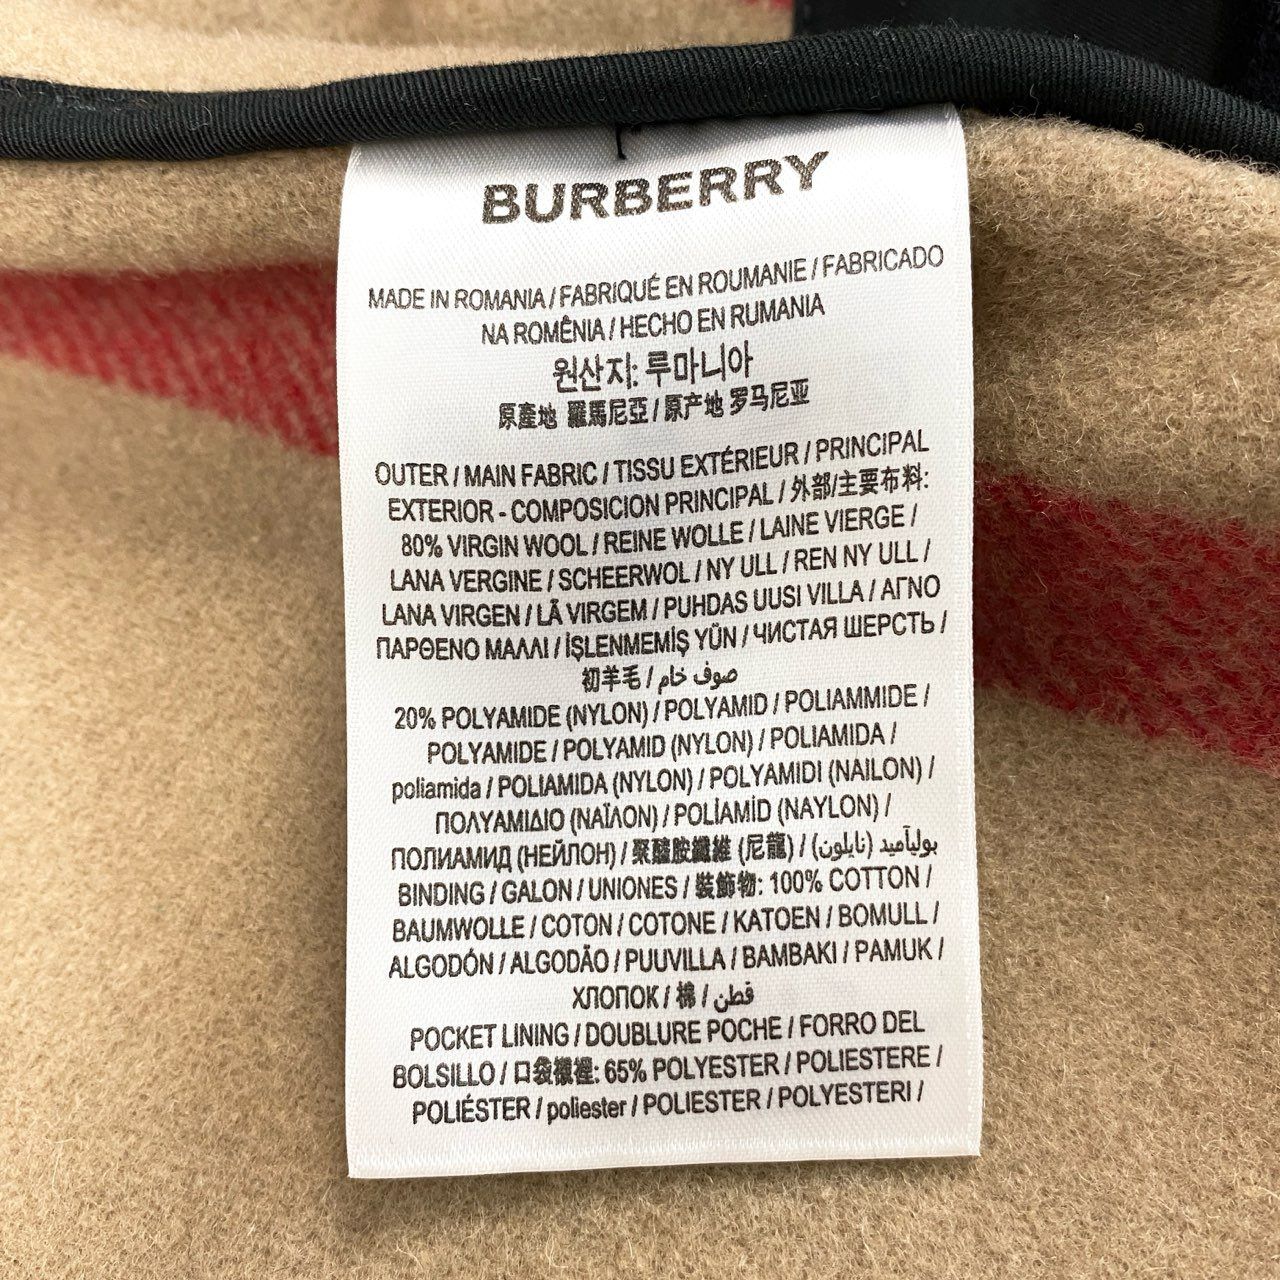 BURBERRY
MADE IN ROMANIA / FABRIQUÉ EN ROUMANIE / FABRICADO
NA ROMÊNIA / HECHO EN RUMANIA
원산지: 루마니아
原產地 羅馬尼亞 / 原产地 罗马尼亚
OUTER / MAIN FABRIC / TISSU EXTÉRIEUR / PRINCIPAL
EXTERIOR - COMPOSICION PRINCIPAL / 外部/主要布料:
80% VIRGIN WOOL / REINE WOLLE / LAINE VIERGE /
LANA VERGINE / SCHEERWOL / NY ULL / REN NY ULL /
LANA VIRGEN / LÃ VIRGEM / PUHDAS UUSI VILLA / ΑΓΝΟ
ΠΑΡΘΕΝΟ ΜΑΛΛΙ / İŞLENMEMİŞ YÜN / ЧИСТАЯ ШЕРСТЬ /
初羊毛 / صوف خام
20% POLYAMIDE (NYLON) / POLYAMID / POLIAMMIDE /
POLYAMIDE / POLYAMID (NYLON) / POLIAMIDA /
poliamida / POLIAMIDA (NYLON) / POLYAMIDI (NAILON) /
ΠΟΛΥΑΜΙΔΙΟ (ΝΑΪΛΟΝ) / POLİAMİD (NAYLON) /
ПОЛИАМИД (НЕЙЛОН) / 聚醯胺纖維 (尼龍) / بوليآميد (نايلون)
BINDING / GALON / UNIONES / 裝飾物: 100% COTTON /
BAUMWOLLE / COTON / COTONE / KATOEN / BOMULL /
ALGODÓN / ALGODÃO / PUUVILLA / BAMBAKI / PAMUK /
ХЛОПОК / 棉 / قطن
POCKET LINING / DOUBLURE POCHE / FORRO DEL
BOLSILLO / 口袋襯裡: 65% POLYESTER / POLIESTERE /
POLIÉSTER / poliester / POLIESTER / POLYESTERI /